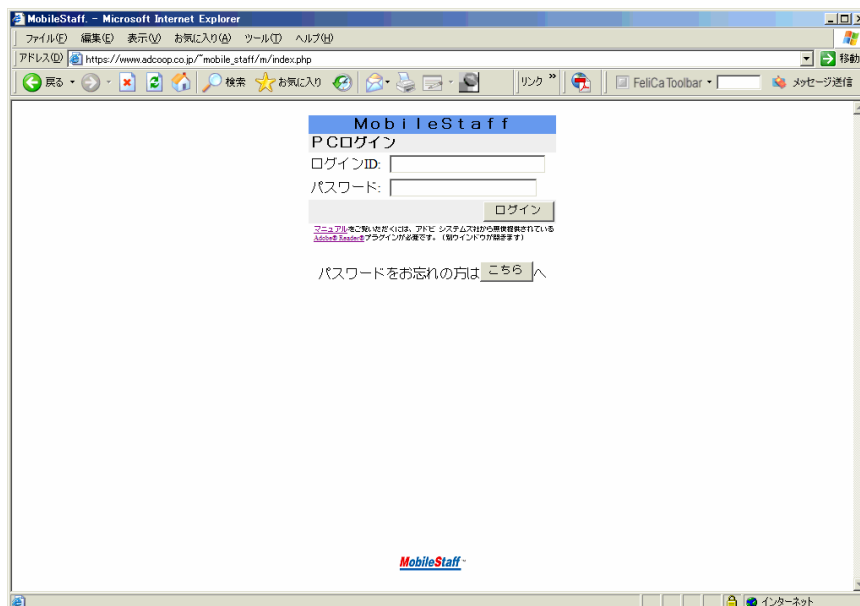 MobileStaff. - Microsoft Internet Explorer
ファイル(F) 編集(E) 表示(V) お気に入り(A) ツール(T) ヘルプ(H)
アドレス(D) https://www.adcoop.co.jp/~mobile_staff/m/index.php 移動
戻る 検索 お気に入り リンク » FeliCa Toolbar メッセージ送信
MobileStaff
PCログイン
ログインID:
パスワード:
ログイン
マニュアルをご覧いただくには、アドビ システムズ社から無償提供されている
Adobe® Reader®プラグインが必要です。(別ウインドウが開きます)
パスワードをお忘れの方は こちら へ
MobileStaff
インターネット